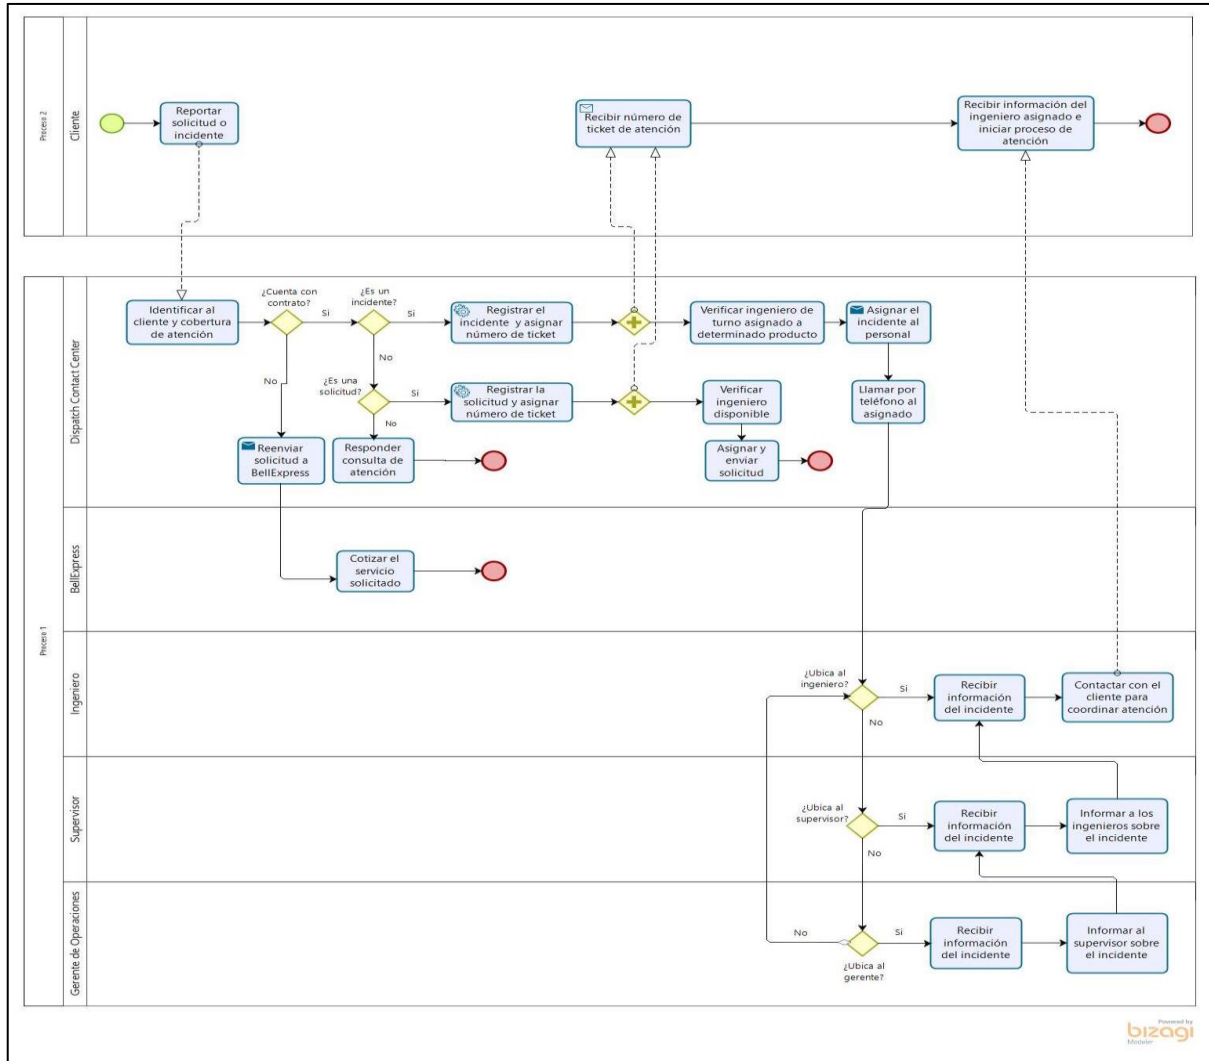 Proceso 2
Cliente
Reportar
solicitud o
incidente
Recibir número de
ticket de atención
Recibir información del
ingeniero asignado e
iniciar proceso de
atención
Proceso 1
Dispatch Contact Center
Identificar al
cliente y cobertura
de atención
¿Cuenta con
contrato?
Si
¿Es un
incidente?
Si
Registrar el
incidente y asignar
número de ticket
Verificar ingeniero de
turno asignado a
determinado producto
Asignar el
incidente al
personal
No
No
¿Es una
solicitud?
Si
Registrar la
solicitud y asignar
número de ticket
Verificar
ingeniero
disponible
Llamar por
teléfono al
asignado
No
Reenviar
solicitud a
BellExpress
Responder
consulta de
atención
Asignar y
enviar
solicitud
BellExpress
Cotizar el
servicio
solicitado
Ingeniero
¿Ubica al
ingeniero?
Si
Recibir
información
del incidente
Contactar con el
cliente para
coordinar atención
No
Supervisor
¿Ubica al
supervisor?
Si
Recibir
información
del incidente
Informar a los
ingenieros sobre
el incidente
No
Gerente de Operaciones
No
Si
¿Ubica al
gerente?
Recibir
información
del incidente
Informar al
supervisor sobre
el incidente
Powered by
bizagi
Modeler